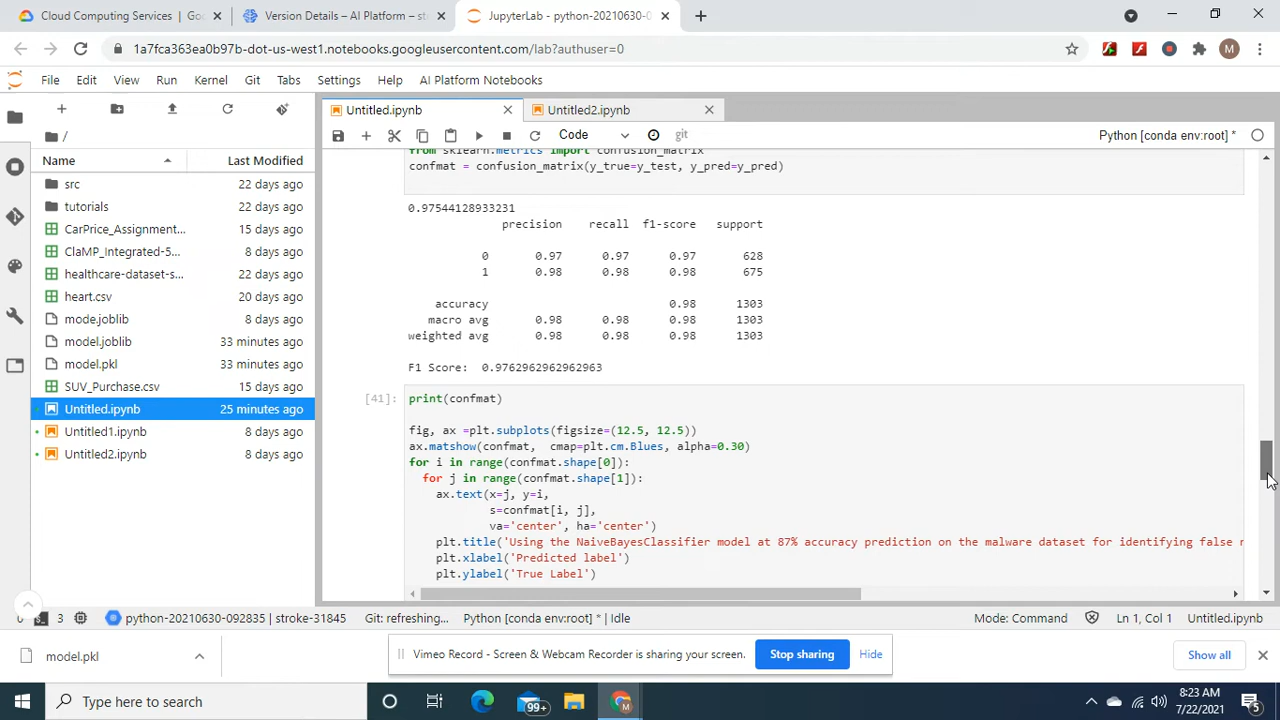 Cloud Computing Services | G
Version Details – AI Platform – st
JupyterLab - python-20210630-0
1a7fca363ea0b97b-dot-us-west1.notebooks.googleusercontent.com/lab?authuser=0
M
File Edit View Run Kernel Git Tabs Settings Help AI Platform Notebooks
Untitled.ipynb
Untitled2.ipynb
Code
git
Python [conda env:root] *
/
Name Last Modified
src 22 days ago
tutorials 22 days ago
CarPrice_Assignment... 15 days ago
ClaMP_Integrated-5... 8 days ago
healthcare-dataset-s... 22 days ago
heart.csv 20 days ago
mode.joblib 8 days ago
model.joblib 33 minutes ago
model.pkl 33 minutes ago
SUV_Purchase.csv 15 days ago
Untitled.ipynb 25 minutes ago
Untitled1.ipynb 8 days ago
Untitled2.ipynb 8 days ago
from sklearn.metrics import confusion_matrix
confmat = confusion_matrix(y_true=y_test, y_pred=y_pred)
0.97544128933231
precision recall f1-score support
0 0.97 0.97 0.97 628
1 0.98 0.98 0.98 675
accuracy 0.98 1303
macro avg 0.98 0.98 0.98 1303
weighted avg 0.98 0.98 0.98 1303
F1 Score: 0.9762962962962963
[41]:
print(confmat)
fig, ax =plt.subplots(figsize=(12.5, 12.5))
ax.matshow(confmat, cmap=plt.cm.Blues, alpha=0.30)
for i in range(confmat.shape[0]):
for j in range(confmat.shape[1]):
ax.text(x=j, y=i,
s=confmat[i, j],
va='center', ha='center')
plt.title('Using the NaiveBayesClassifier model at 87% accuracy prediction on the malware dataset for identifying false n
plt.xlabel('Predicted label')
plt.ylabel('True Label')
0 3 python-20210630-092835 | stroke-31845 Git: refreshing... Python [conda env:root] * | Idle Mode: Command Ln 1, Col 1 Untitled.ipynb
model.pkl
Vimeo Record - Screen & Webcam Recorder is sharing your screen.
Stop sharing
Hide
Show all
Type here to search
99+
M
8:23 AM
7/22/2021
5